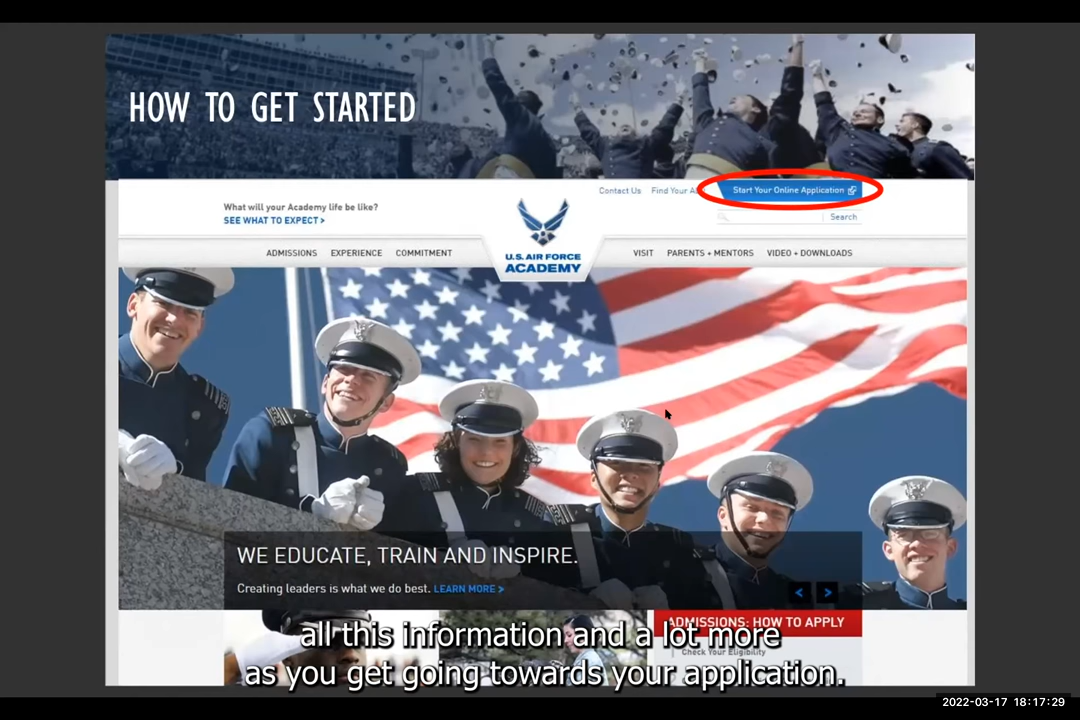 HOW TO GET STARTED
Contact Us Find Your Start Your Online Application
What will your Academy life be like?
SEE WHAT TO EXPECT >
Search
U.S. AIR FORCE
ACADEMY
ADMISSIONS EXPERIENCE COMMITMENT
VISIT PARENTS + MENTORS VIDEO + DOWNLOADS
WE EDUCATE, TRAIN AND INSPIRE.
Creating leaders is what we do best. LEARN MORE >
< >
ADMISSIONS: HOW TO APPLY
Check Your Eligibility
all this information and a lot more
as you get going towards your application.
2022-03-17 18:17:29